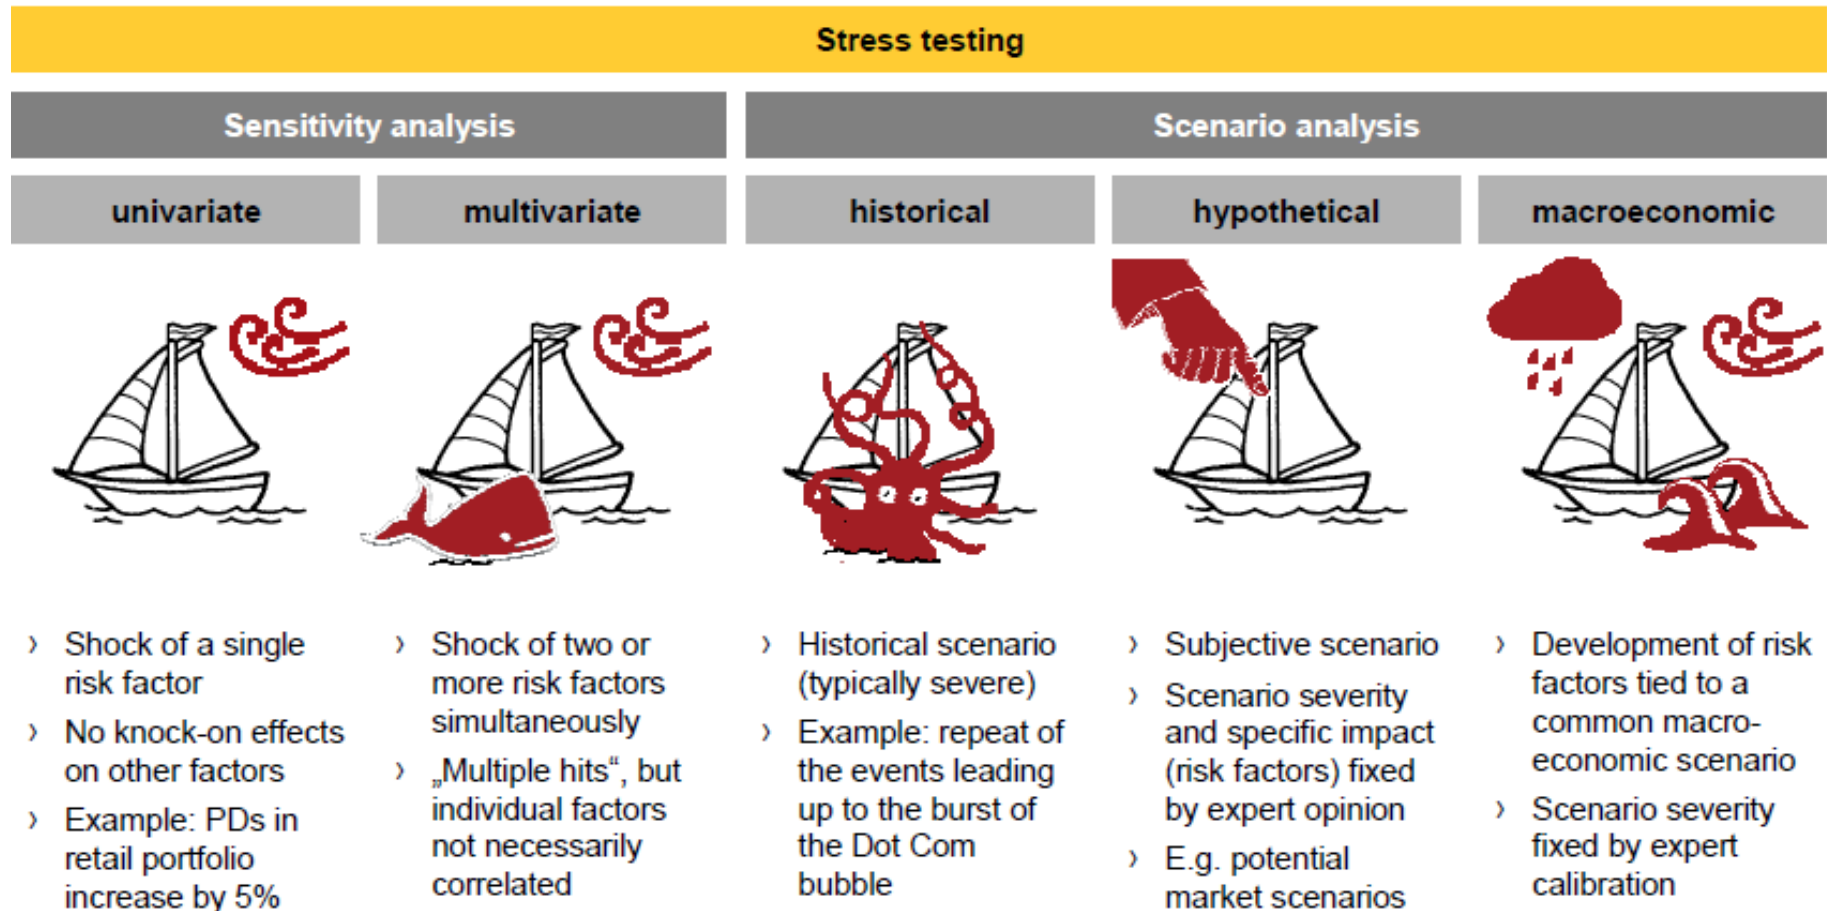 Stress testing
Sensitivity analysis
Scenario analysis
univariate
multivariate
historical
hypothetical
macroeconomic
› Shock of a single
risk factor
› No knock-on effects
on other factors
› Example: PDs in
retail portfolio
increase by 5%
› Shock of two or
more risk factors
simultaneously
› „Multiple hits“, but
individual factors
not necessarily
correlated
› Historical scenario
(typically severe)
› Example: repeat of
the events leading
up to the burst of
the Dot Com
bubble
› Subjective scenario
› Scenario severity
and specific impact
(risk factors) fixed
by expert opinion
› E.g. potential
market scenarios
› Development of risk
factors tied to a
common macro-
economic scenario
› Scenario severity
fixed by expert
calibration